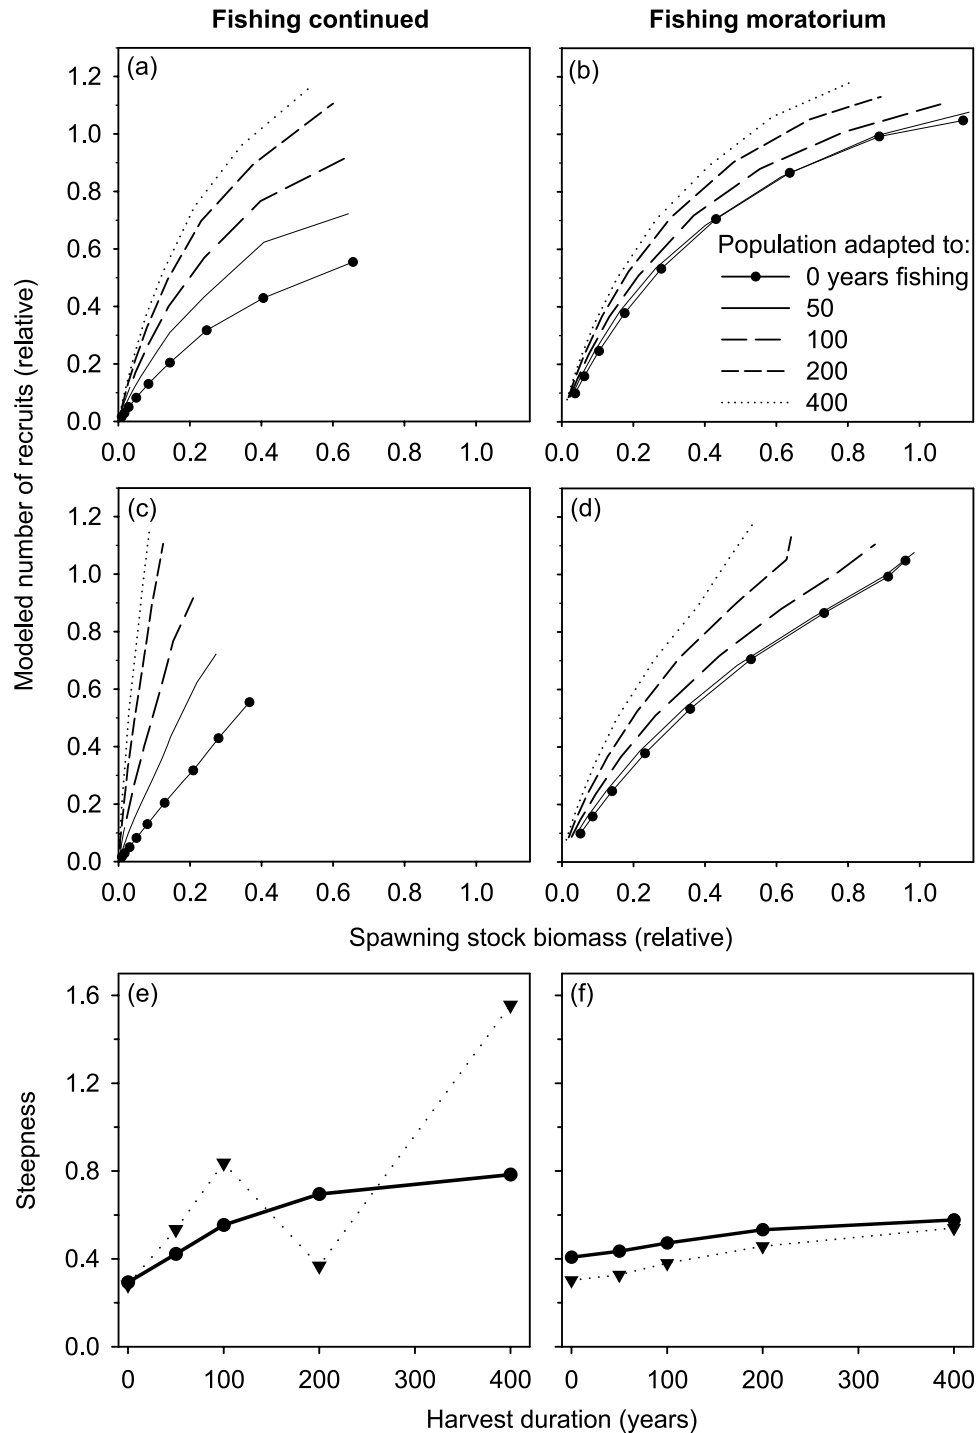 Fishing continued
Fishing moratorium
(a)
(b)
1.2
1.0
0.8
0.6
0.4
0.2
0.0
Population adapted to:
0 years fishing
50
100
200
400
0.0 0.2 0.4 0.6 0.8 1.0
0.0 0.2 0.4 0.6 0.8 1.0
Modeled number of recruits (relative)
(c)
(d)
1.2
1.0
0.8
0.6
0.4
0.2
0.0
0.0 0.2 0.4 0.6 0.8 1.0
0.0 0.2 0.4 0.6 0.8 1.0
Spawning stock biomass (relative)
(e)
(f)
1.6
1.2
0.8
0.4
0.0
Steepness
0 100 200 300 400
0 100 200 300 400
Harvest duration (years)